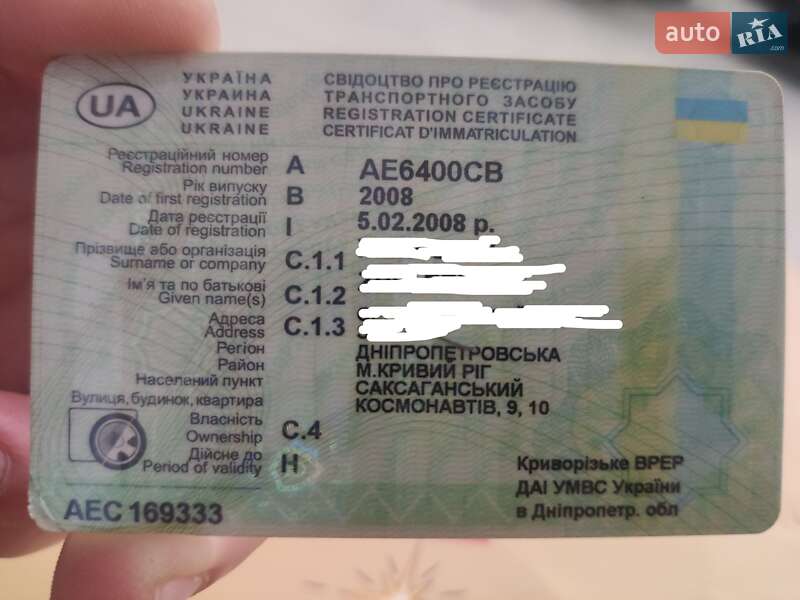 auto RIA .com
УКРАЇНА
УКРАИНА
UKRAINE
UKRAINE
UA
СВІДОЦТВО ПРО РЕЄСТРАЦІЮ
ТРАНСПОРТНОГО ЗАСОБУ
REGISTRATION CERTIFICATE
CERTIFICAT D'IMMATRICULATION
Реєстраційний номер
Registration number A AE6400CB
Рік випуску
Date of first registration B 2008
Дата реєстрації
Date of registration I 5.02.2008 р.
Прізвище або організація
Surname or company C.1.1
Ім'я та по батькові
Given name(s) C.1.2
Адреса
Address C.1.3
Регіон ДНІПРОПЕТРОВСЬКА
Район М.КРИВИЙ РІГ
Населений пункт САКСАГАНСЬКИЙ
Вулиця, будинок, квартира КОСМОНАВТІВ, 9, 10
Власність
Ownership C.4
Дійсне до
Period of validity H
Криворізьке ВРЕР
ДАІ УМВС України
в Дніпропетр. обл
AEC 169333